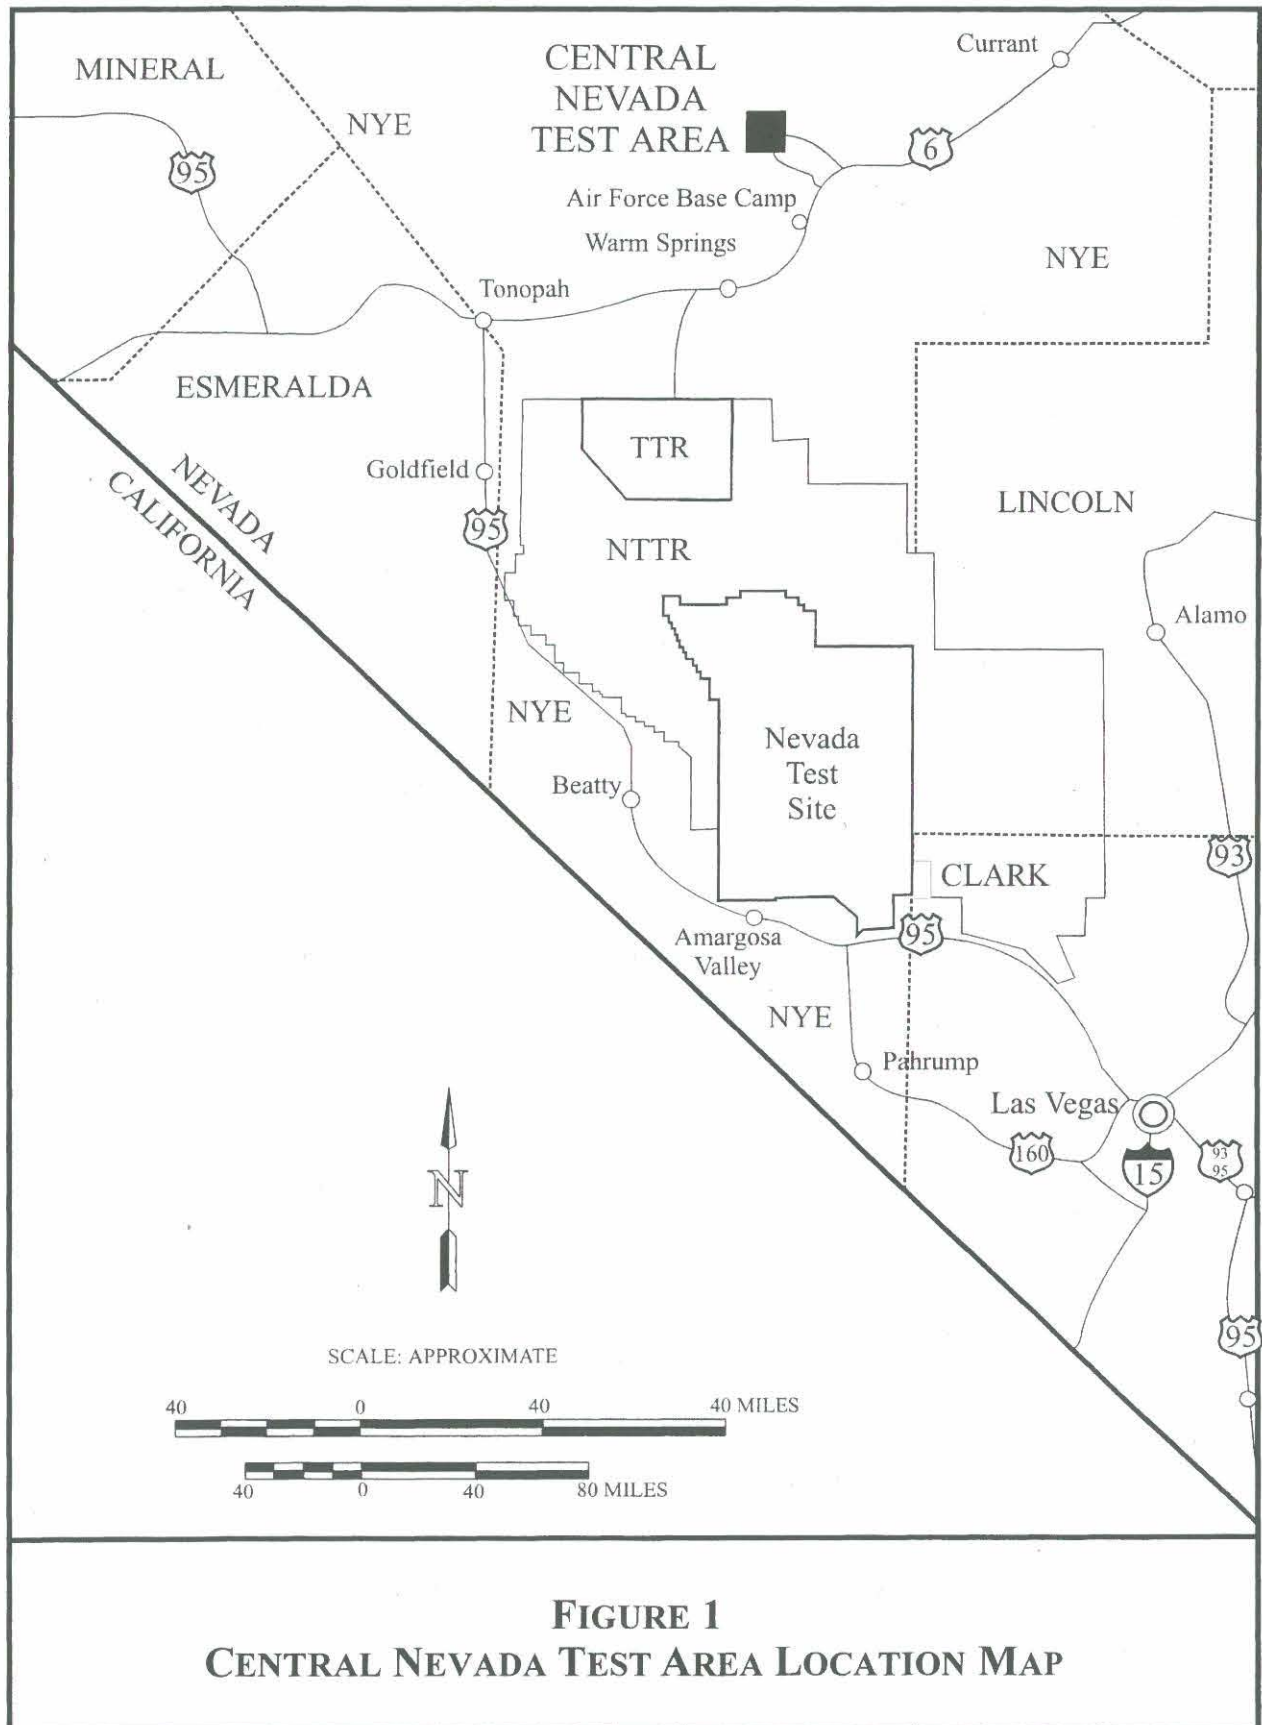 MINERAL
NYE
CENTRAL
NEVADA
TEST AREA
Currant
95
6
Air Force Base Camp
Warm Springs
NYE
Tonopah
ESMERALDA
TTR
Goldfield
NEVADA
CALIFORNIA
95
NTTR
LINCOLN
Alamo
NYE
Nevada
Test
Site
Beatty
93
CLARK
95
Amargosa
Valley
NYE
Pahrump
Las Vegas
160
15
93
95
N
95
SCALE: APPROXIMATE
40 0 40 40 MILES
40 0 40 80 MILES
FIGURE 1
CENTRAL NEVADA TEST AREA LOCATION MAP